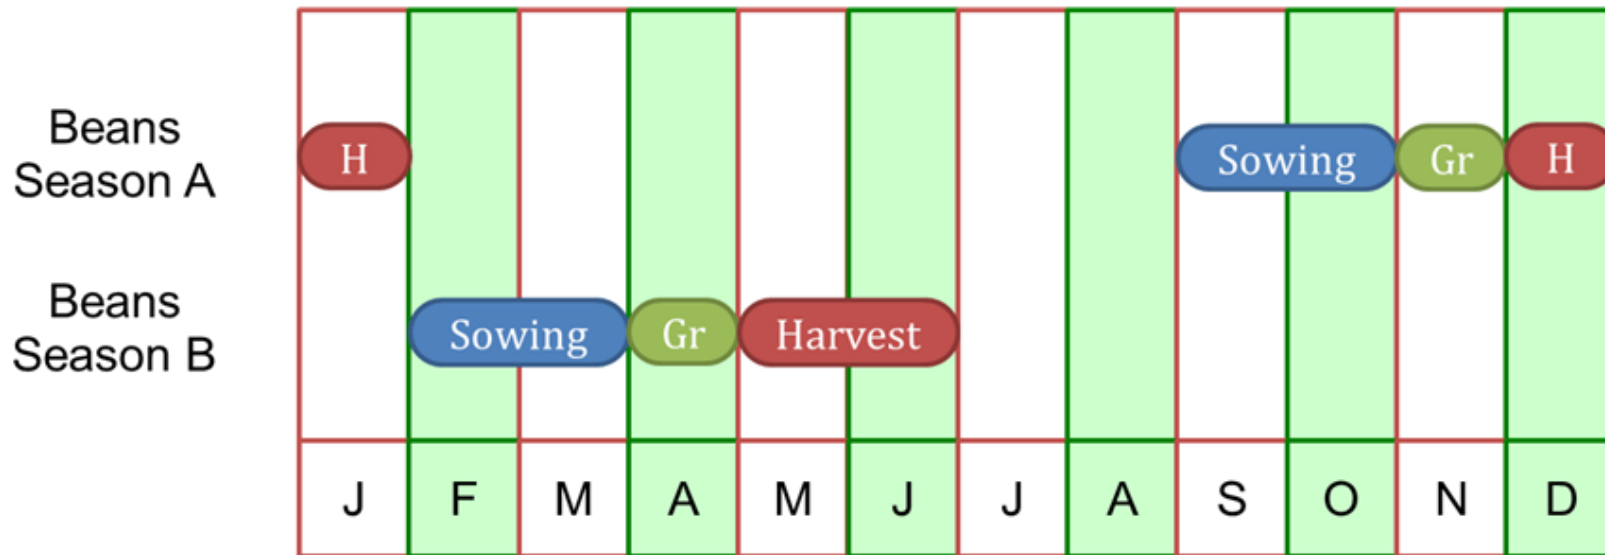 Beans
Season A
H
Sowing
Gr
H
Beans
Season B
Sowing
Gr
Harvest
J F M A M J J A S O N D